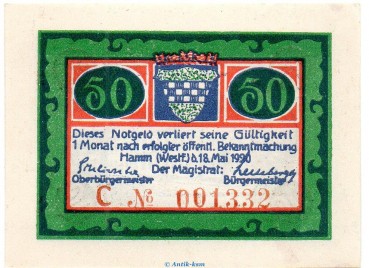 50 50
Dieses Notgeld verliert seine Gültigkeit
1 Monat nach erfolgter öffentl. Bekanntmachung
Hamm (Westf.) d. 18. Mai 1920
Der Magistrat:
Oberbürgermeister Bürgermeister
C No 001332
© Antik-kum